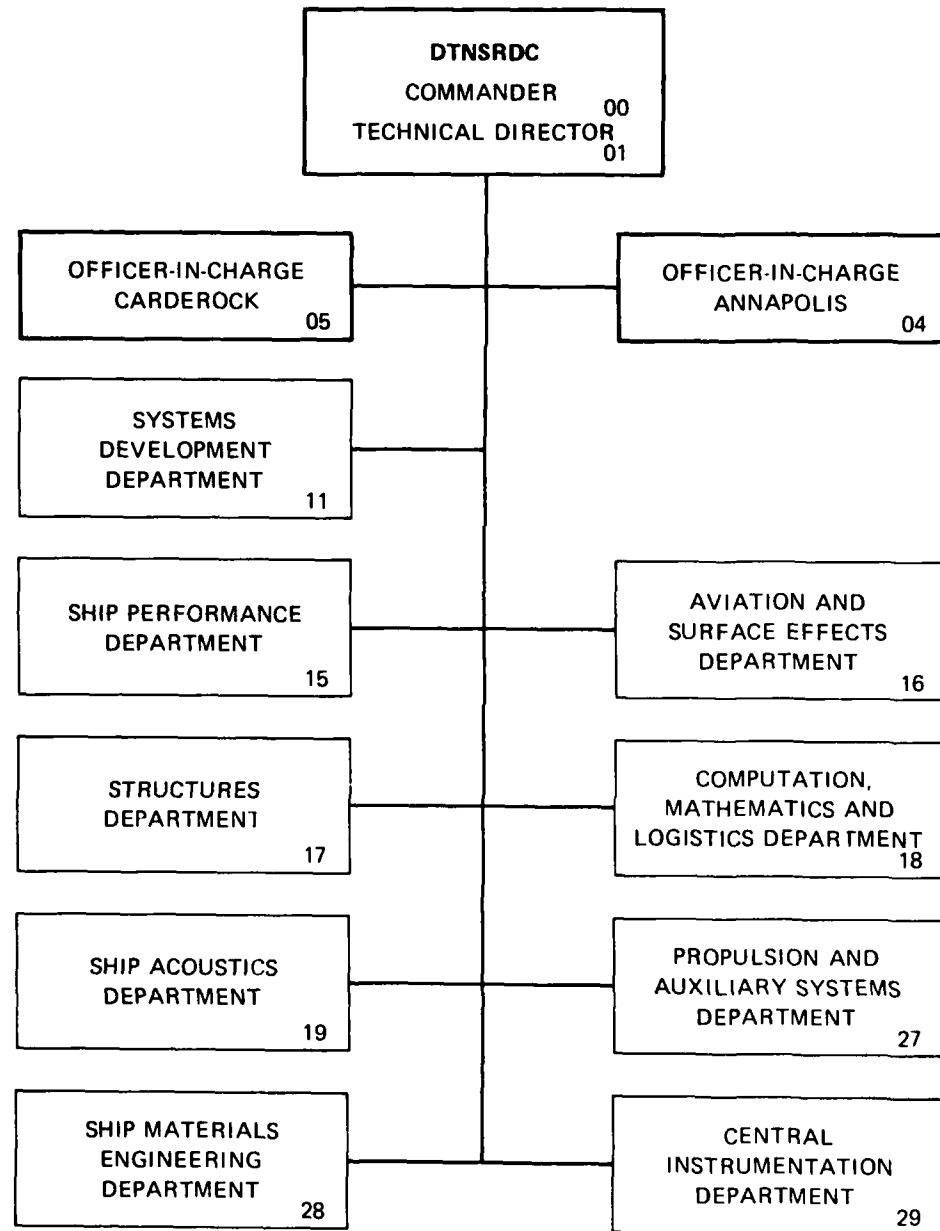 DTNSRDC
COMMANDER
00
TECHNICAL DIRECTOR
01
OFFICER-IN-CHARGE
CARDEROCK
05
OFFICER-IN-CHARGE
ANNAPOLIS
04
SYSTEMS
DEVELOPMENT
DEPARTMENT
11
SHIP PERFORMANCE
DEPARTMENT
15
AVIATION AND
SURFACE EFFECTS
DEPARTMENT
16
STRUCTURES
DEPARTMENT
17
COMPUTATION,
MATHEMATICS AND
LOGISTICS DEPARTMENT
18
SHIP ACOUSTICS
DEPARTMENT
19
PROPULSION AND
AUXILIARY SYSTEMS
DEPARTMENT
27
SHIP MATERIALS
ENGINEERING
DEPARTMENT
28
CENTRAL
INSTRUMENTATION
DEPARTMENT
29